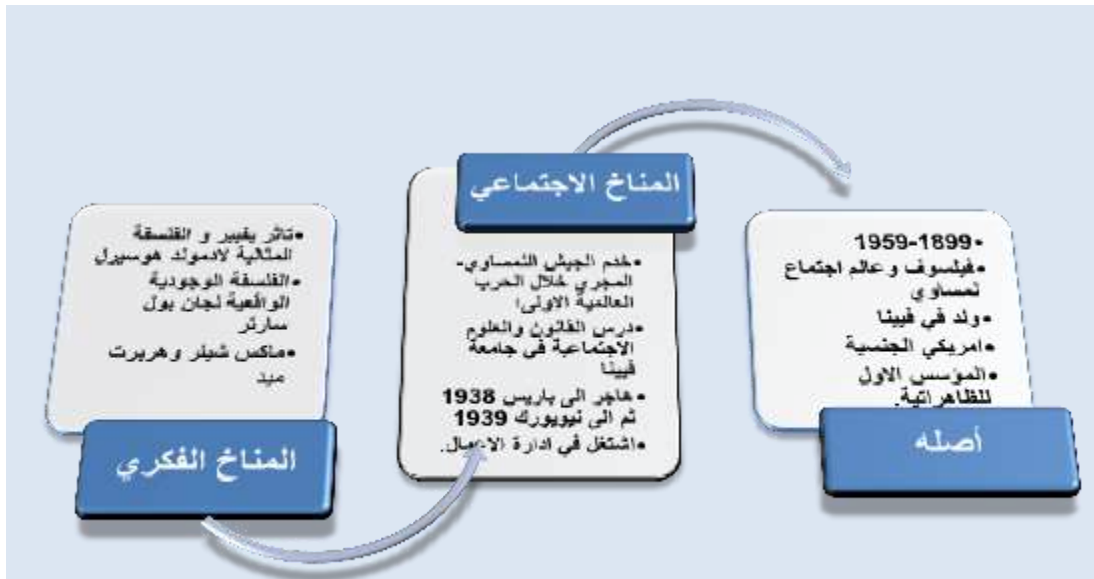 •1899-1959
•فيلسوف وعالم اجتماع
نمساوي
•ولد في فيينا
•امريكي الجنسية
•المؤسس الاول
للظاهراتية.
أصله
المناخ الاجتماعي
•خدم الجيش النمساوي-
المجري خلال الحرب
العالمية الاولى؛
•درس القانون والعلوم
الاجتماعية في جامعة
فيينا
•هاجر الى باريس 1938
ثم الى نيويورك 1939
•اشتغل في ادارة الاعمال.
•تاثر بفيبر و الفلسفة
المثالية لادموند هوسيرل
•الفلسفة الوجودية
الواقعية لجان بول
سارتر
•ماكس شيلر وهربرت
ميد
المناخ الفكري